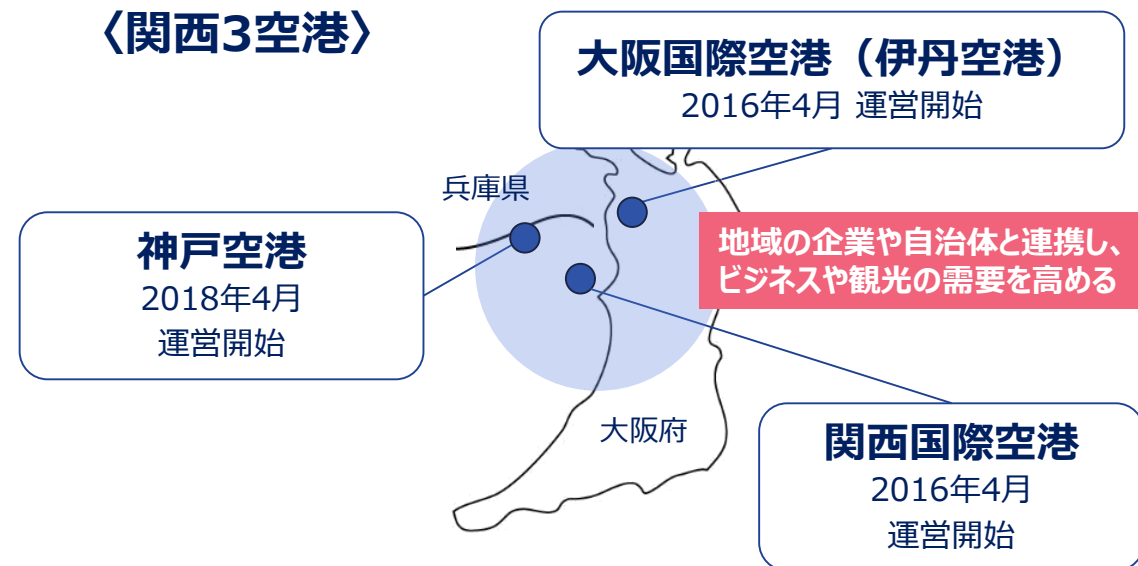 〈関西3空港〉
大阪国際空港（伊丹空港）
2016年4月 運営開始
兵庫県
神戸空港
2018年4月
運営開始
地域の企業や自治体と連携し、
ビジネスや観光の需要を高める
大阪府
関西国際空港
2016年4月
運営開始